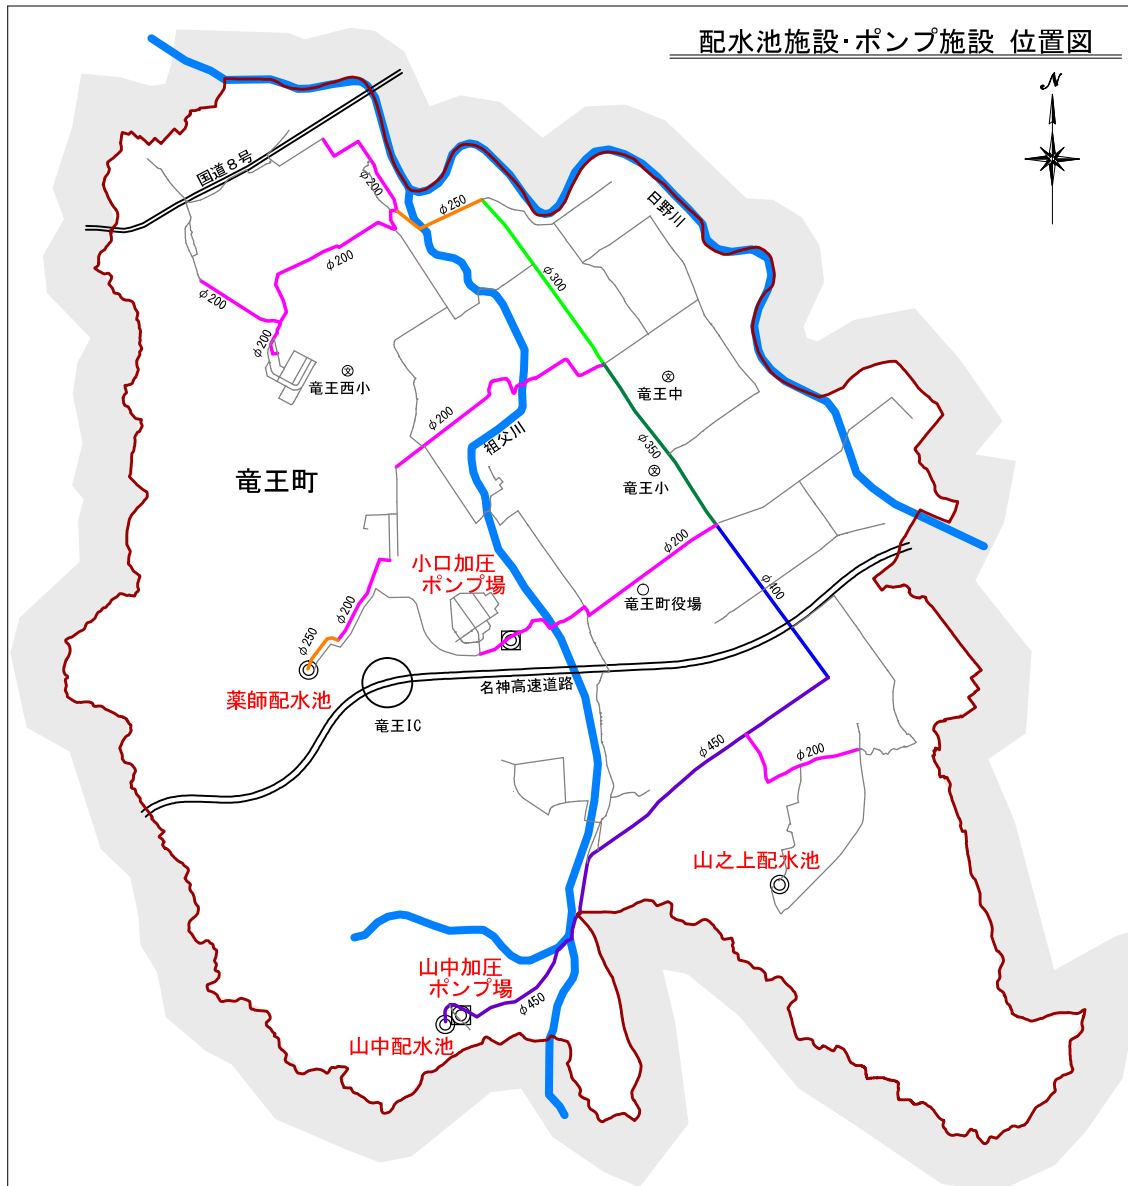 配水池施設・ポンプ施設 位置図
N
国道8号
φ200
φ250
日野川
φ200
φ300
φ200
φ200
竜王西小
竜王中
φ200
祖父川
φ350
竜王町
竜王小
小口加圧
ポンプ場
φ200
φ400
竜王町役場
φ200
φ250
薬師配水池
名神高速道路
竜王IC
φ450
φ200
山之上配水池
山中加圧
ポンプ場
φ450
山中配水池
文
文
文